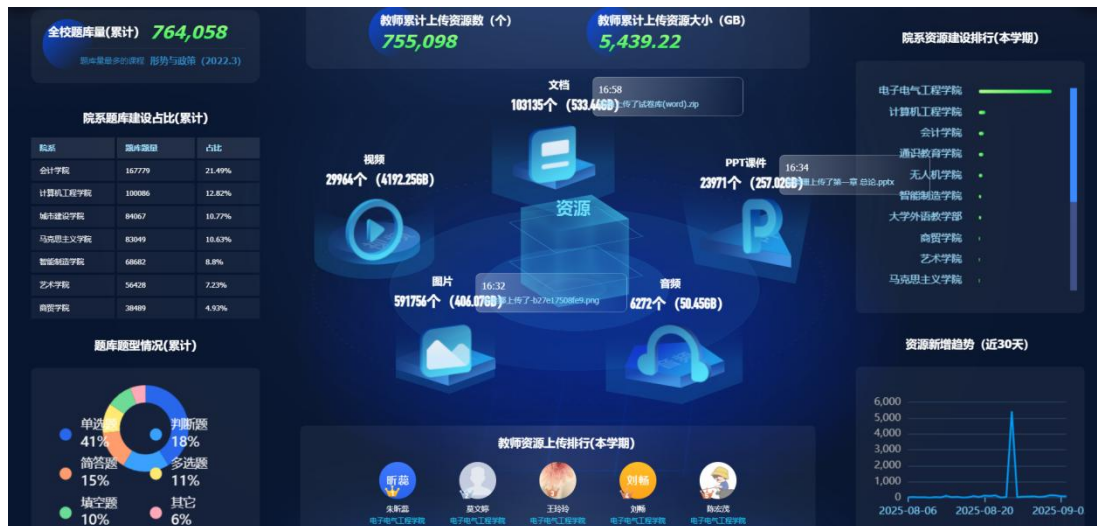 全校题库量(累计) 764,058
题库量最多的课程 形势与政策 (2022.3)
院系题库建设占比(累计)
院系 题库题量 占比
会计学院 167779 21.49%
计算机工程学院 100086 12.82%
城市建设学院 84067 10.77%
马克思主义学院 83049 10.63%
智能制造学院 68682 8.8%
艺术学院 56428 7.23%
商贸学院 38489 4.93%
题库题型情况(累计)
单选题 41%
判断题 18%
简答题 15%
多选题 11%
填空题 10%
其它 6%
教师累计上传资源数（个）
755,098
教师累计上传资源大小（GB）
5,439.22
文档
103135个 (533.44GB)
16:58
上传了试卷库(word).zip
视频
29964个 (4192.25GB)
PPT课件
23971个 (257.02GB)
16:34
上传了第一章 总论.pptx
资源
图片
591756个 (406.07GB)
16:32
上传了-b27e17508fe9.png
音频
6272个 (50.45GB)
教师资源上传排行(本学期)
昕蕊
刘畅
朱昕蕊
莫文婷
王玲玲
刘畅
陈宏茂
电子电气工程学院
电子电气工程学院
电子电气工程学院
电子电气工程学院
电子电气工程学院
院系资源建设排行(本学期)
电子电气工程学院
计算机工程学院
会计学院
通识教育学院
无人机学院
智能制造学院
大学外语教学部
商贸学院
艺术学院
马克思主义学院
资源新增趋势（近30天）
6,000
5,000
4,000
3,000
2,000
1,000
0
2025-08-06 2025-08-20 2025-09-0